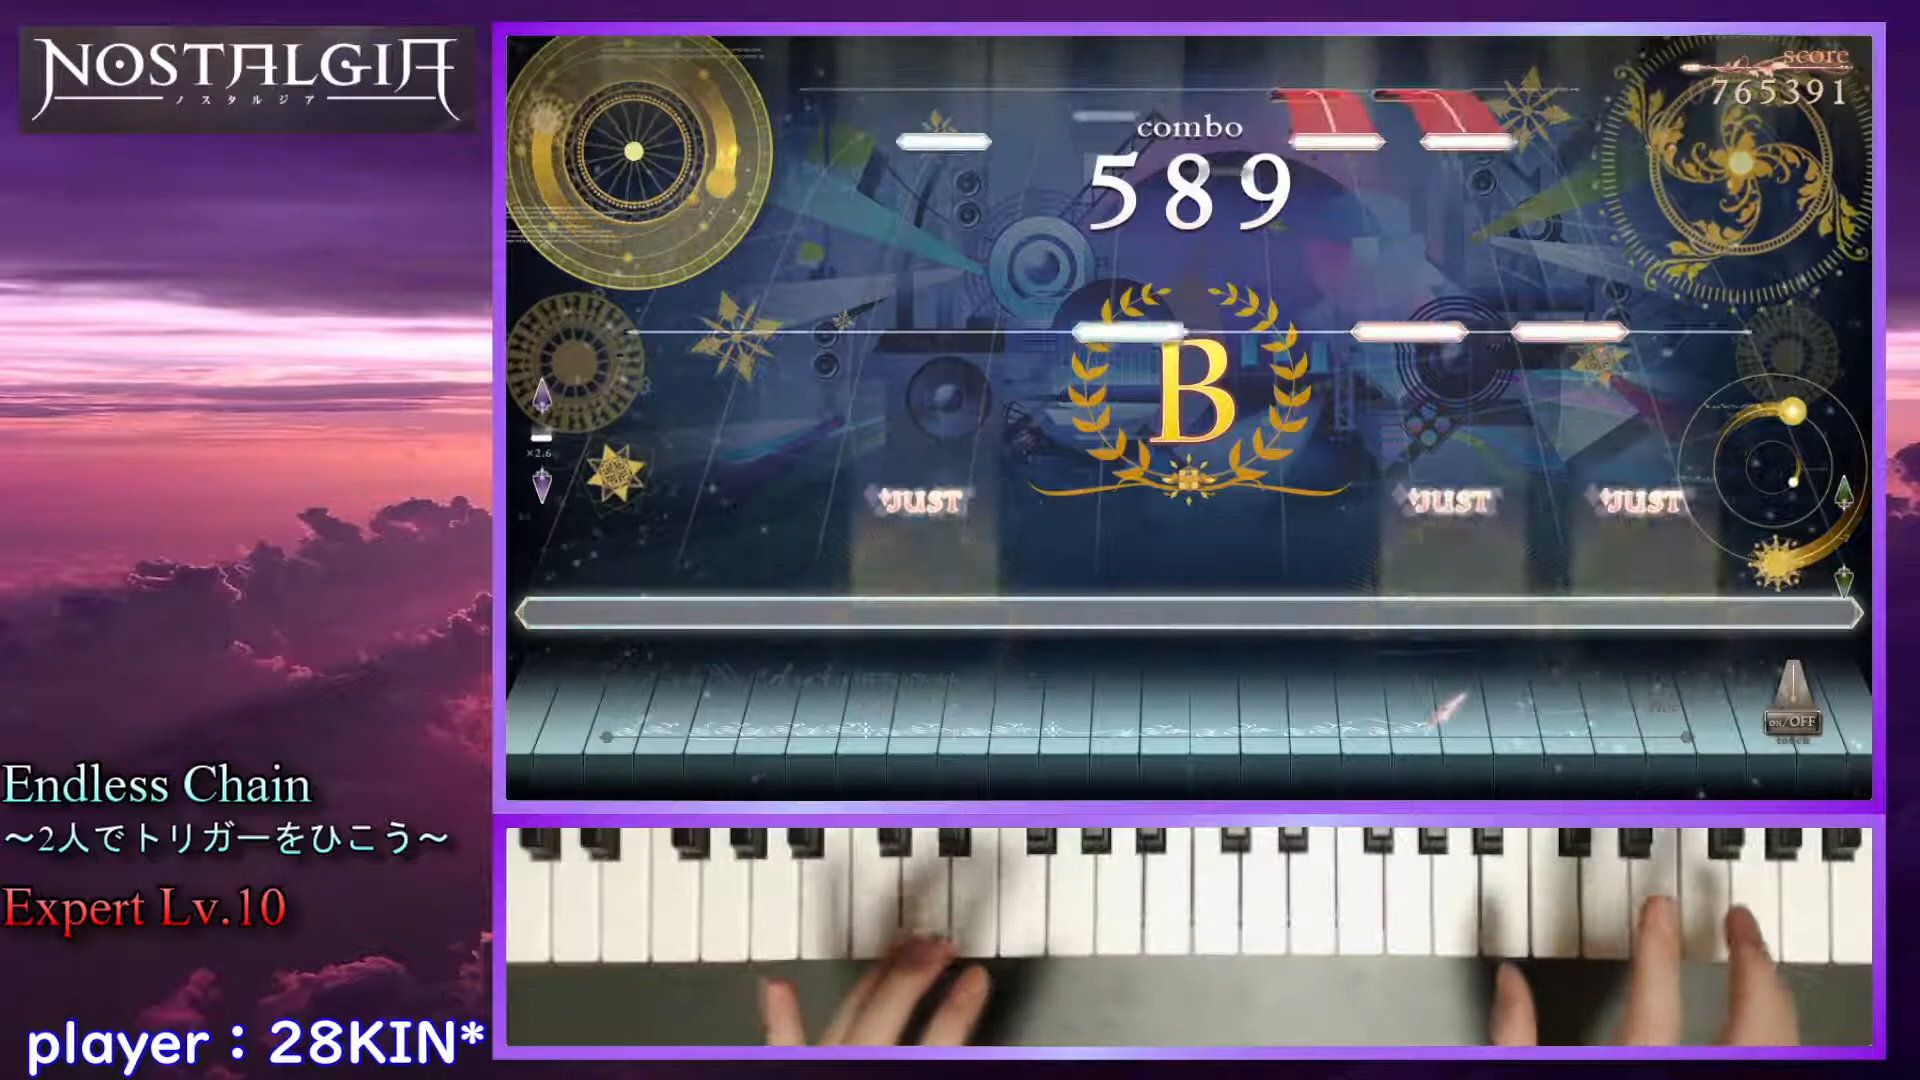 NOSTALGIA
ノスタルジア
score
765391
combo
589
B
×2.6
JUST
JUST
JUST
ON/OFF
touch
Endless Chain
～2人でトリガーをひこう～
Expert Lv.10
player：28KIN*